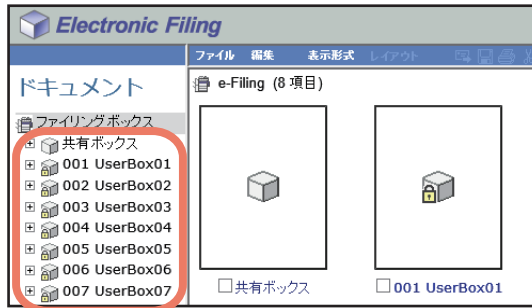 Electronic Filing
ファイル 編集 表示形式 レイアウト
ドキュメント
e-Filing (8 項目)
ファイリングボックス
共有ボックス
001 UserBox01
002 UserBox02
003 UserBox03
004 UserBox04
005 UserBox05
006 UserBox06
007 UserBox07
共有ボックス
001 UserBox01